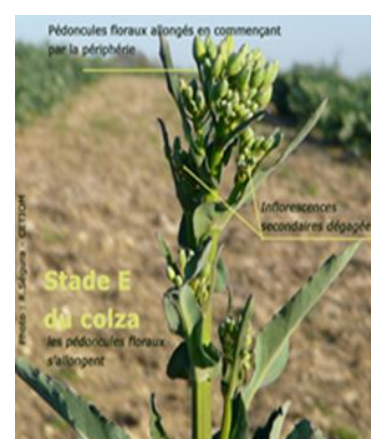 Pédoncules floraux allongés en commençant
par la périphérie
Inflorescences
secondaires dégagées
Stade E
du colza
les pédoncules floraux
s'allongent
Photo : R.Ségura - CETIOM